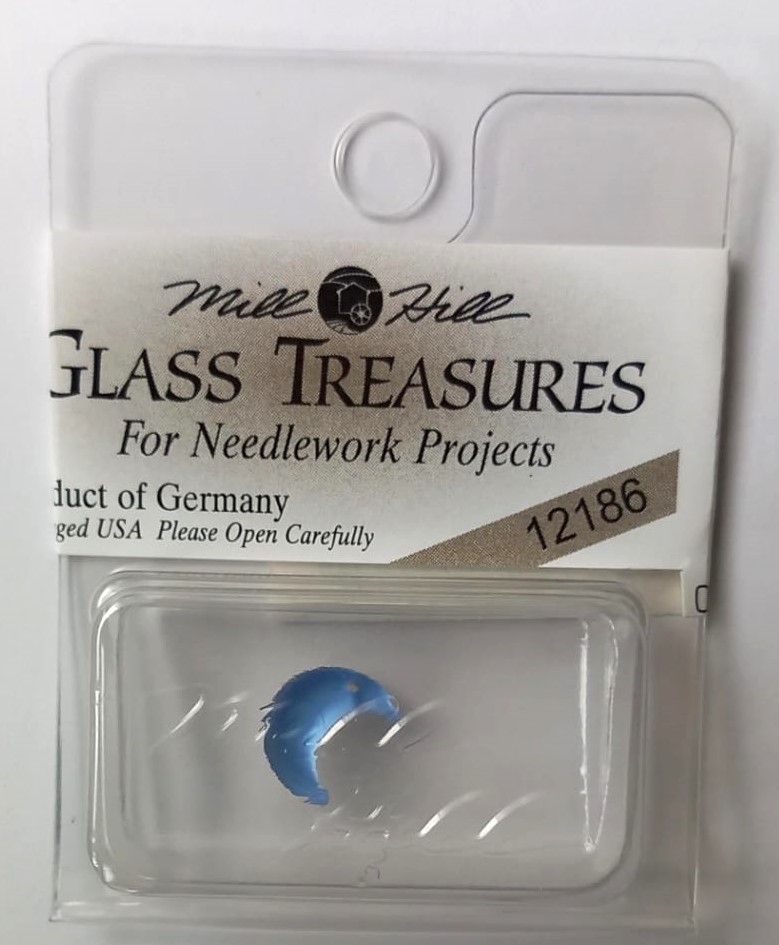 Mill Hill
GLASS TREASURES
For Needlework Projects
duct of Germany
ged USA Please Open Carefully
12186